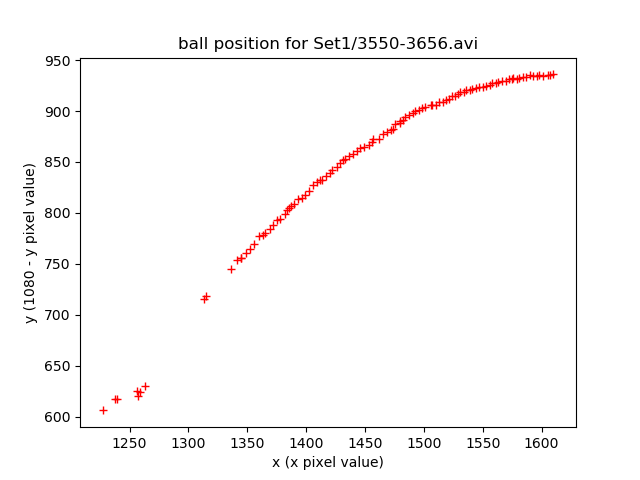 ball position for Set1/3550-3656.avi
950
900
850
800
750
700
650
600
y (1080 - y pixel value)
1250 1300 1350 1400 1450 1500 1550 1600
x (x pixel value)